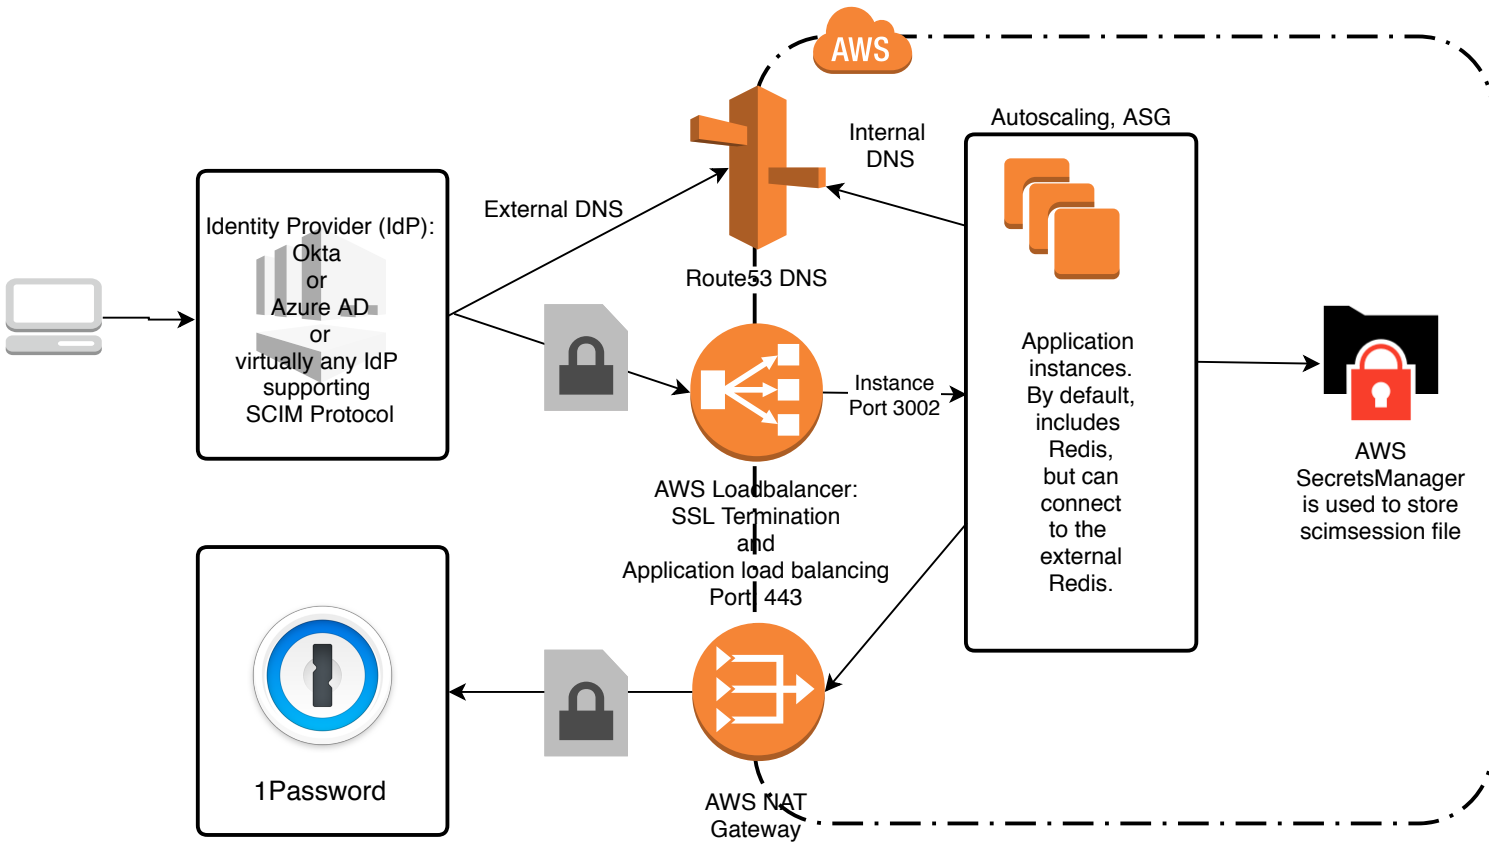 AWS
Autoscaling, ASG
Internal
DNS
External DNS
Identity Provider (IdP):
Okta
or
Azure AD
or
virtually any IdP
supporting
SCIM Protocol
Route53 DNS
Instance
Port 3002
Application
instances.
By default,
includes
Redis,
but can
connect
to the
external
Redis.
AWS
SecretsManager
is used to store
scimsession file
AWS Loadbalancer:
SSL Termination
and
Application load balancing
Port 443
1Password
AWS NAT
Gateway